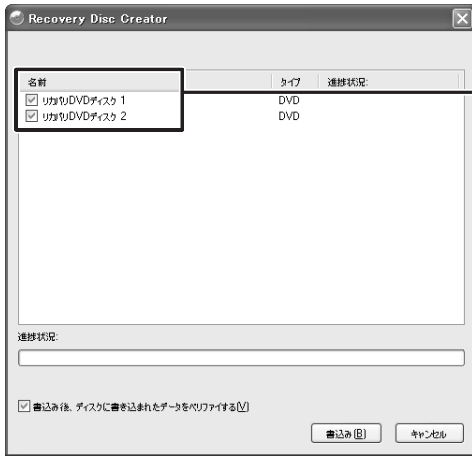 Recovery Disc Creator
名前 タイプ 進捗状況:
リカバリDVDディスク 1 DVD
リカバリDVDディスク 2 DVD
進捗状況:
書込み後、ディスクに書き込まれたデータをベリファイする(V)
書込み(B) キャンセル